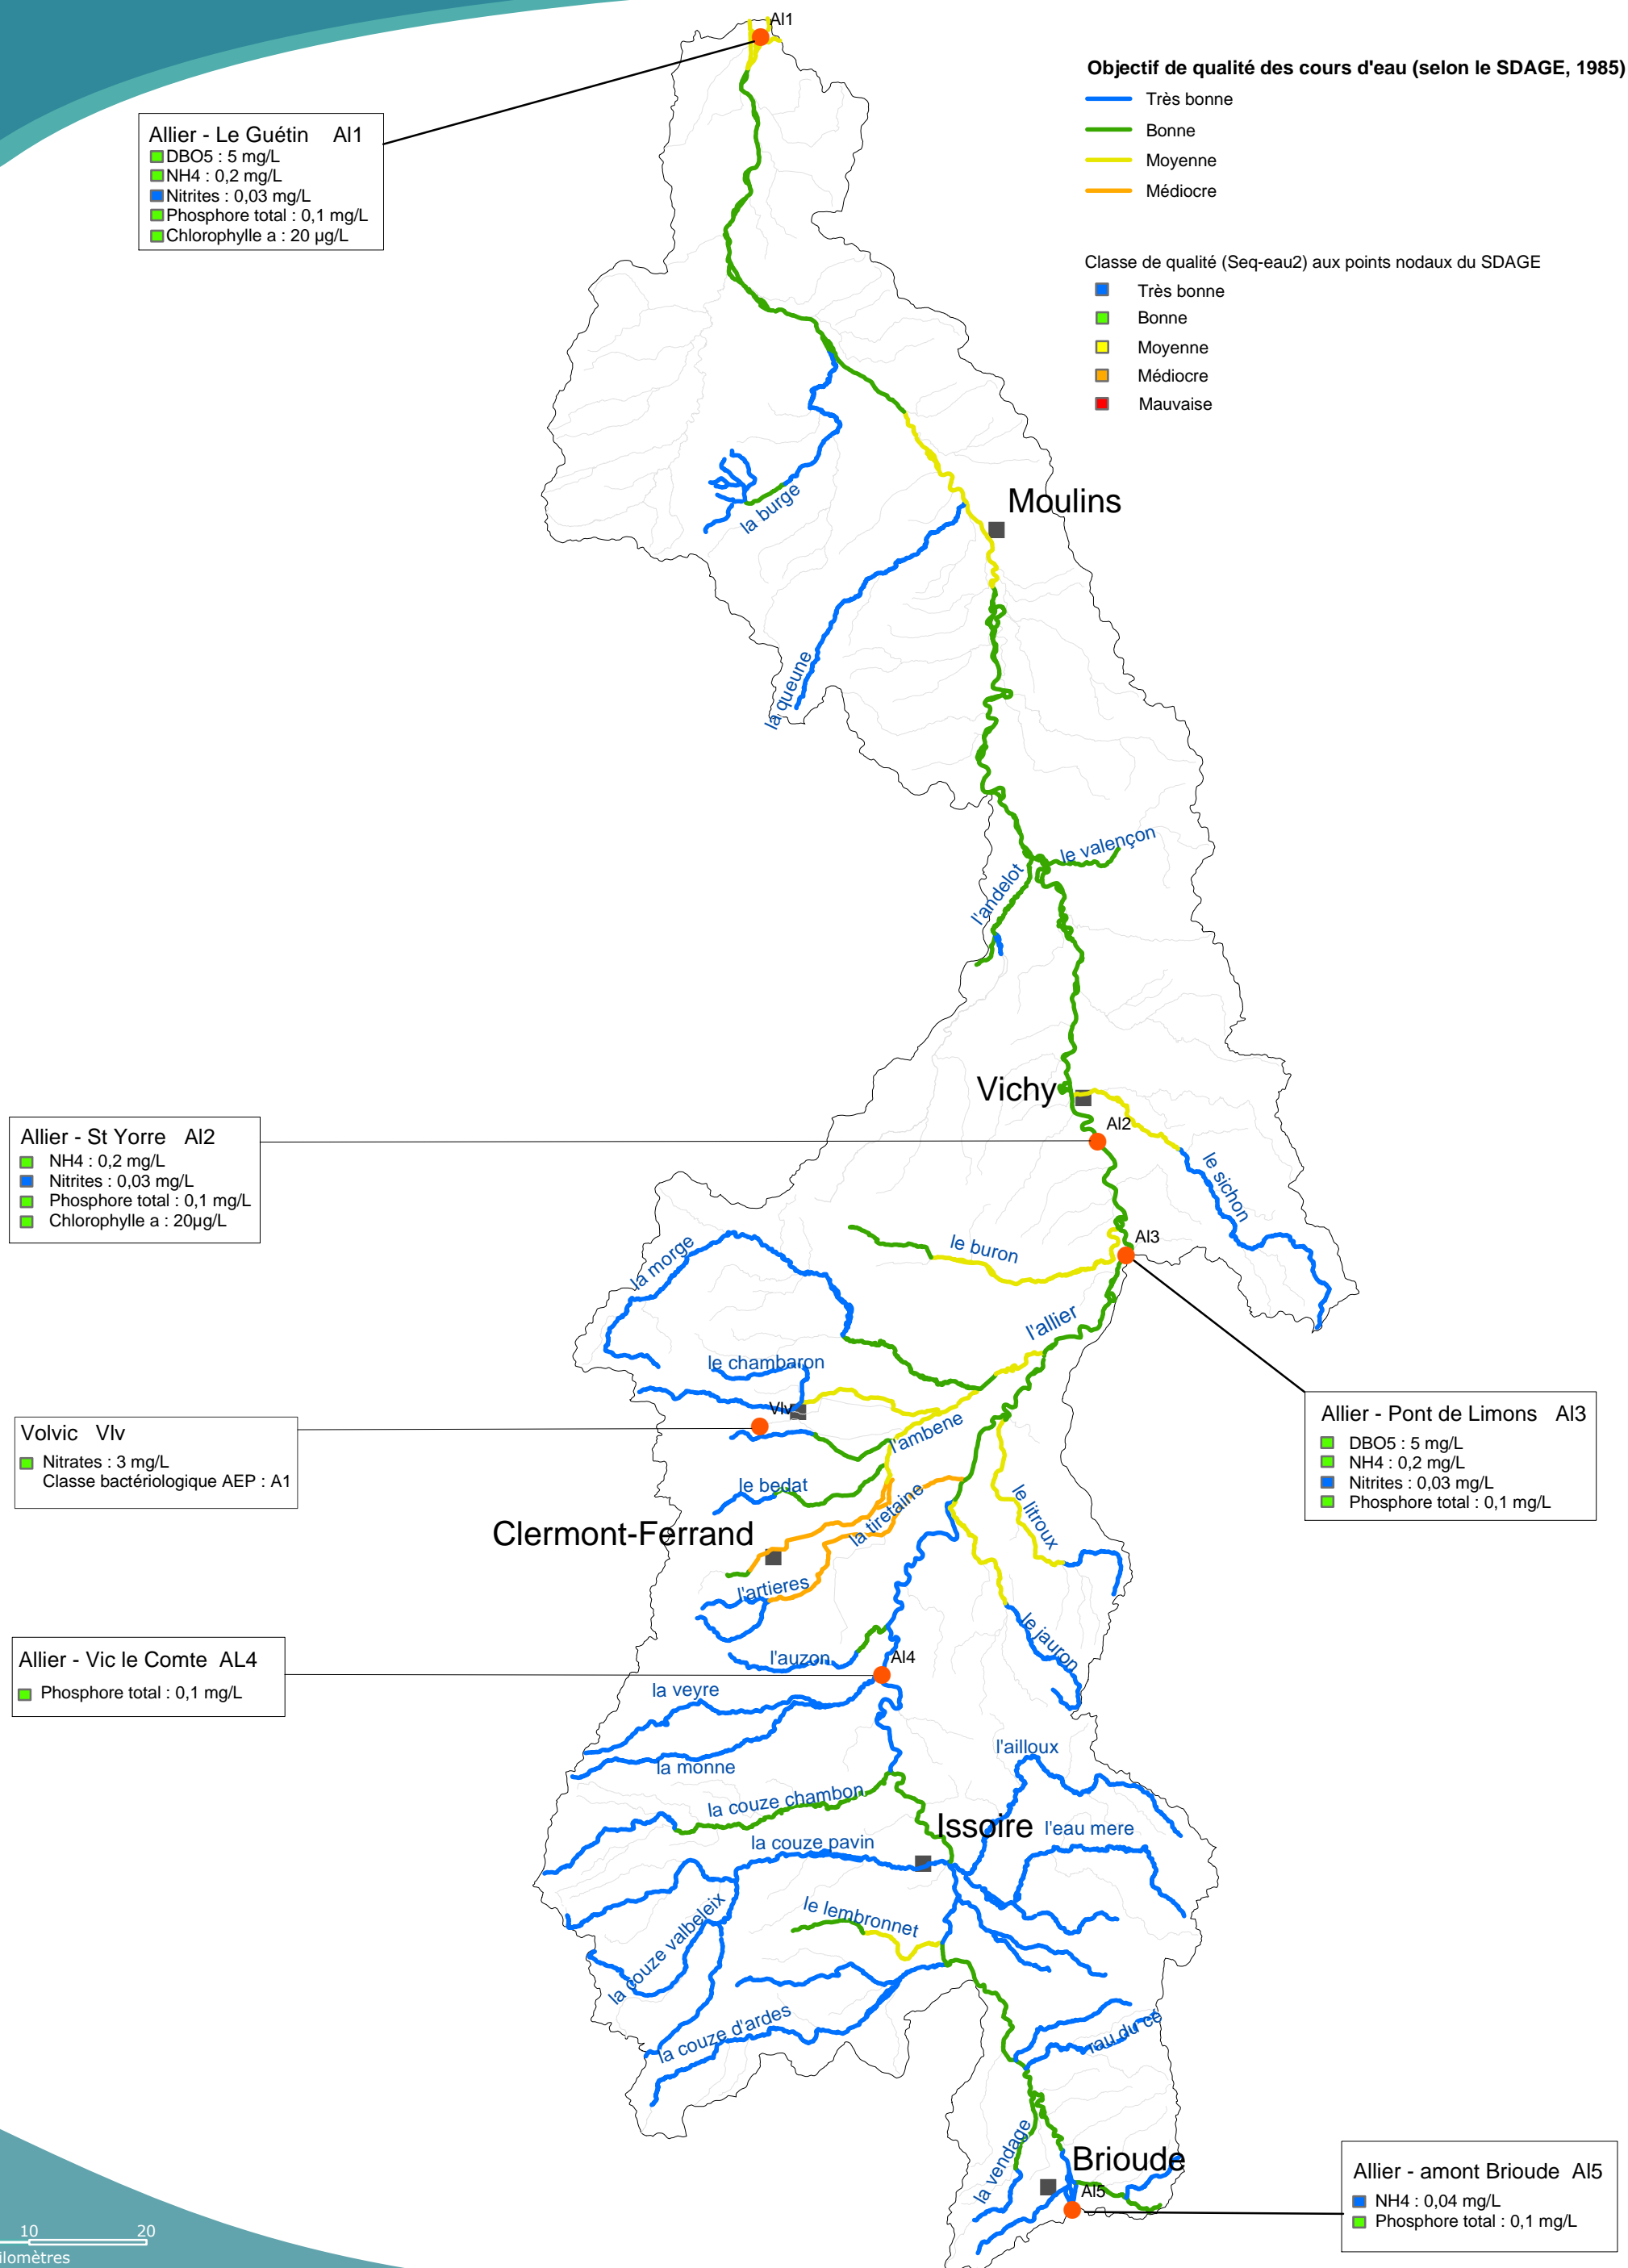 Al1
Objectif de qualité des cours d'eau (selon le SDAGE, 1985)
Très bonne
Bonne
Moyenne
Médiocre
Allier - Le Guétin Al1
DBO5 : 5 mg/L
NH4 : 0,2 mg/L
Nitrites : 0,03 mg/L
Phosphore total : 0,1 mg/L
Chlorophylle a : 20 µg/L
Classe de qualité (Seq-eau2) aux points nodaux du SDAGE
Très bonne
Bonne
Moyenne
Médiocre
Mauvaise
Moulins
la burge
la queune
le valençon
l'andelot
Vichy
Al2
Allier - St Yorre Al2
NH4 : 0,2 mg/L
Nitrites : 0,03 mg/L
Phosphore total : 0,1 mg/L
Chlorophylle a : 20µg/L
le sichon
Al3
le buron
la morge
l'allier
le chambaron
Vlv
Volvic Vlv
Nitrates : 3 mg/L
Classe bactériologique AEP : A1
Allier - Pont de Limons Al3
DBO5 : 5 mg/L
NH4 : 0,2 mg/L
Nitrites : 0,03 mg/L
Phosphore total : 0,1 mg/L
l'ambene
le bedat
la tiretaine
le litroux
Clermont-Ferrand
l'artieres
le jauron
l'auzon
Al4
Allier - Vic le Comte AL4
Phosphore total : 0,1 mg/L
la veyre
la monne
l'ailloux
la couze chambon
Issoire
l'eau mere
la couze pavin
le lembronnet
la couze valbeleix
la couze d'ardes
rau du cé
la vendage
Brioude
Al5
Allier - amont Brioude Al5
NH4 : 0,04 mg/L
Phosphore total : 0,1 mg/L
10 20
ilomètres